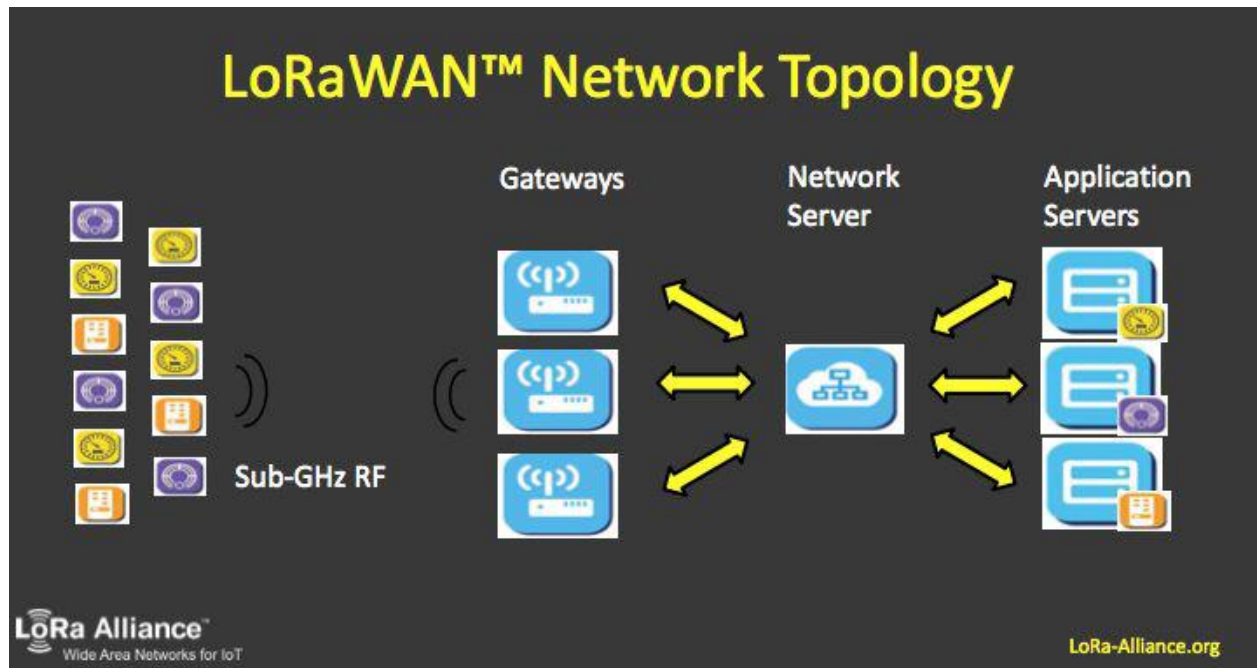 LoRaWAN™ Network Topology
Gateways
Network
Server
Application
Servers
Sub-GHz RF
LoRa Alliance™
Wide Area Networks for IoT
LoRa-Alliance.org